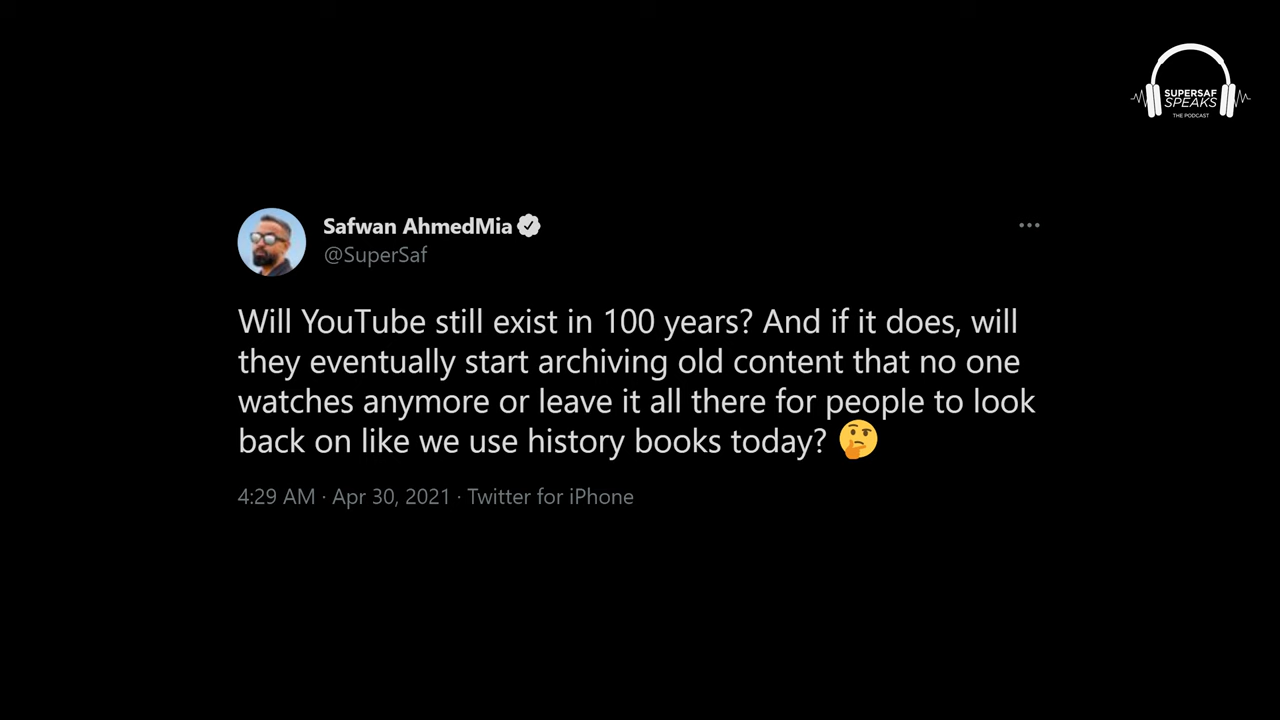 SUPERSAF
SPEAKS
THE PODCAST
Safwan AhmedMia
@SuperSaf
Will YouTube still exist in 100 years? And if it does, will
they eventually start archiving old content that no one
watches anymore or leave it all there for people to look
back on like we use history books today? 🤔
4:29 AM · Apr 30, 2021 · Twitter for iPhone